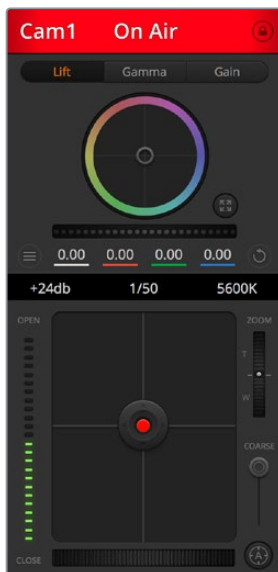 Cam1 On Air
Lift Gamma Gain
0.00 0.00 0.00 0.00
+24db 1/50 5600K
OPEN ZOOM
T
W
COARSE
CLOSE A